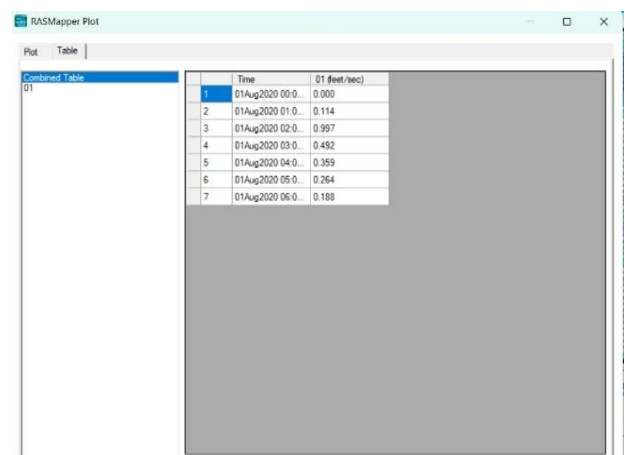 RASMapper Plot
Plot Table
Combined Table
01
Time 01 (feet/sec)
1 01Aug2020 00:0... 0.000
2 01Aug2020 01:0... 0.114
3 01Aug2020 02:0... 0.997
4 01Aug2020 03:0... 0.492
5 01Aug2020 04:0... 0.359
6 01Aug2020 05:0... 0.264
7 01Aug2020 06:0... 0.188